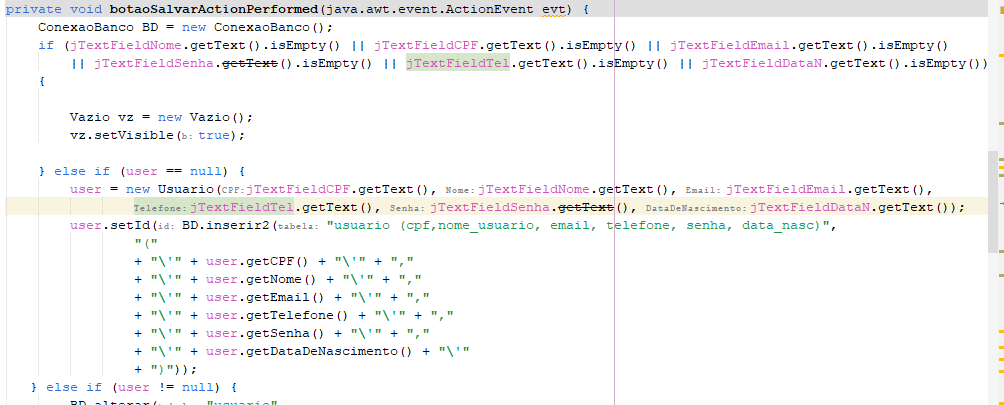 private void botaoSalvarActionPerformed(java.awt.event.ActionEvent evt) {
ConexaoBanco BD = new ConexaoBanco();
if (jTextFieldNome.getText().isEmpty() || jTextFieldCPF.getText().isEmpty() || jTextFieldEmail.getText().isEmpty()
|| jTextFieldSenha.getText().isEmpty() || jTextFieldTel.getText().isEmpty() || jTextFieldDataN.getText().isEmpty())
{
Vazio vz = new Vazio();
vz.setVisible(b: true);
} else if (user == null) {
user = new Usuario(CPF:jTextFieldCPF.getText(), Nome:jTextFieldNome.getText(), Email:jTextFieldEmail.getText(),
Telefone:jTextFieldTel.getText(), Senha:jTextFieldSenha.getText(), DataDeNascimento:jTextFieldDataN.getText());
user.setId(id: BD.inserir2(tabela: "usuario (cpf,nome_usuario, email, telefone, senha, data_nasc)",
"("
+ "\'" + user.getCPF() + "\'" + ","
+ "\'" + user.getNome() + "\'" + ","
+ "\'" + user.getEmail() + "\'" + ","
+ "\'" + user.getTelefone() + "\'" + ","
+ "\'" + user.getSenha() + "\'" + ","
+ "\'" + user.getDataDeNascimento() + "\'"
+ ")"));
} else if (user != null) {